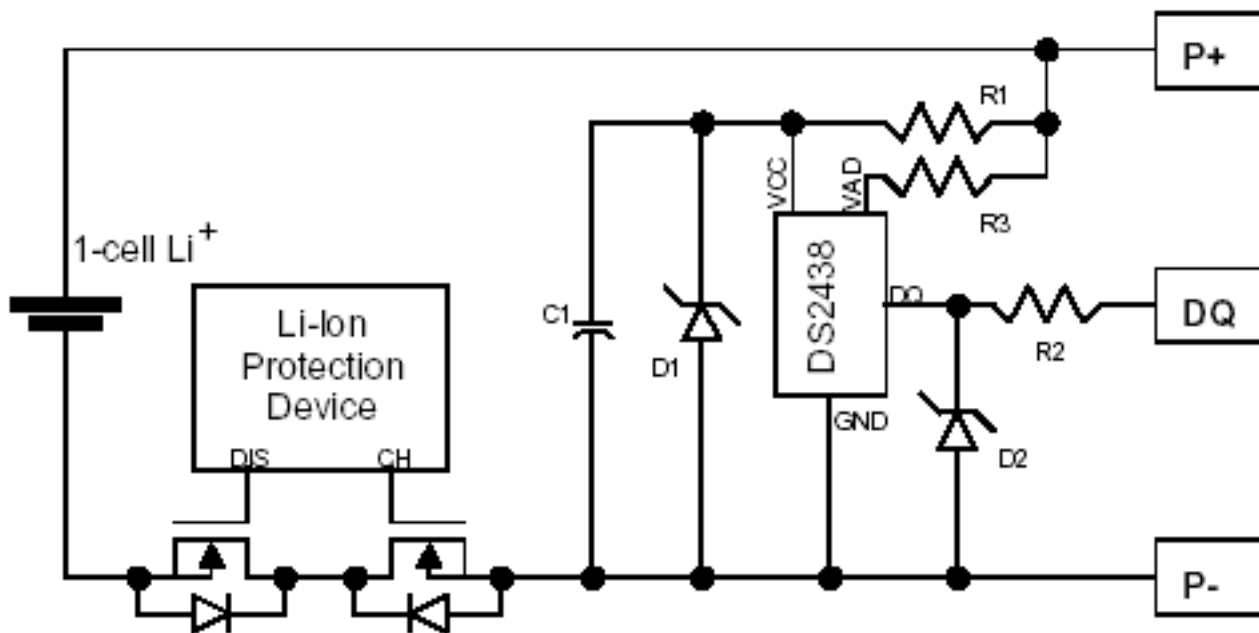 P+
R1
VCC
VAD
R3
1-cell Li+
DS2438
DQ
DQ
Li-Ion
Protection
Device
C1
D1
R2
GND
D2
DIS
CH
P-